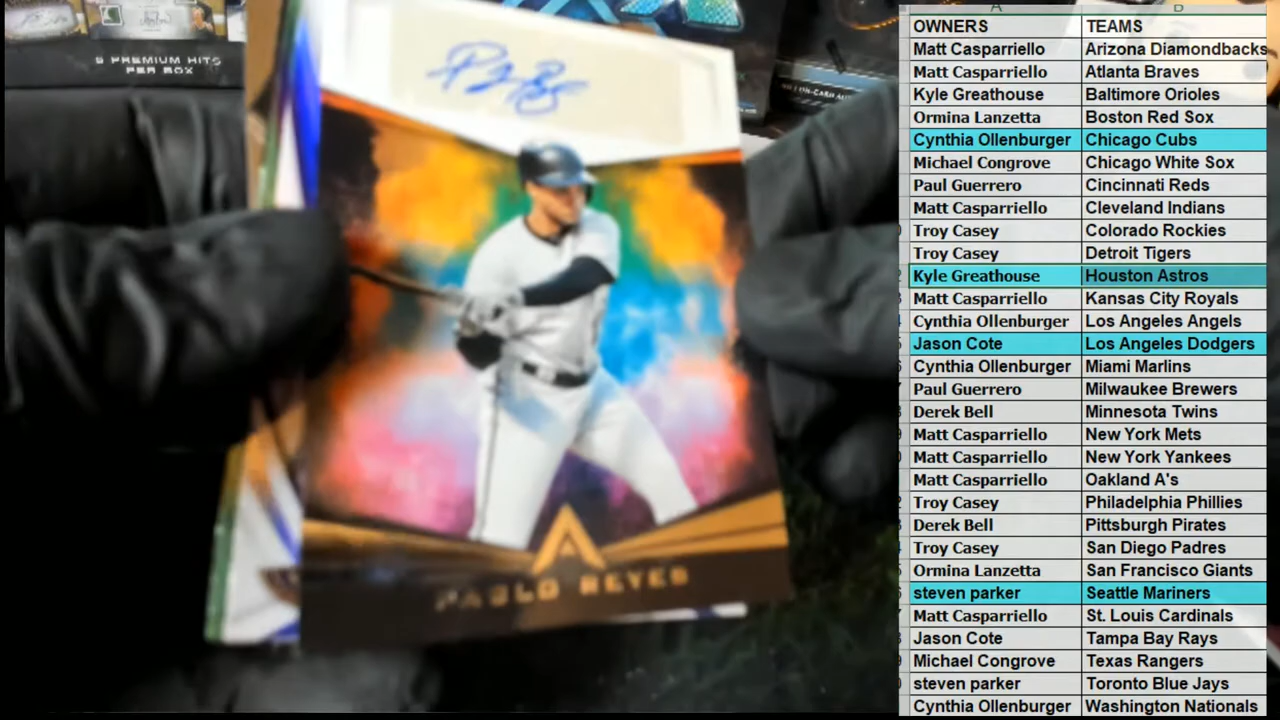 5 PREMIUM HITS
PER BOX
PABLO REYES
OWNERS TEAMS
Matt Casparriello Arizona Diamondbacks
Matt Casparriello Atlanta Braves
Kyle Greathouse Baltimore Orioles
Ormina Lanzetta Boston Red Sox
Cynthia Ollenburger Chicago Cubs
Michael Congrove Chicago White Sox
Paul Guerrero Cincinnati Reds
Matt Casparriello Cleveland Indians
Troy Casey Colorado Rockies
Troy Casey Detroit Tigers
Kyle Greathouse Houston Astros
Matt Casparriello Kansas City Royals
Cynthia Ollenburger Los Angeles Angels
Jason Cote Los Angeles Dodgers
Cynthia Ollenburger Miami Marlins
Paul Guerrero Milwaukee Brewers
Derek Bell Minnesota Twins
Matt Casparriello New York Mets
Matt Casparriello New York Yankees
Matt Casparriello Oakland A's
Troy Casey Philadelphia Phillies
Derek Bell Pittsburgh Pirates
Troy Casey San Diego Padres
Ormina Lanzetta San Francisco Giants
steven parker Seattle Mariners
Matt Casparriello St. Louis Cardinals
Jason Cote Tampa Bay Rays
Michael Congrove Texas Rangers
steven parker Toronto Blue Jays
Cynthia Ollenburger Washington Nationals